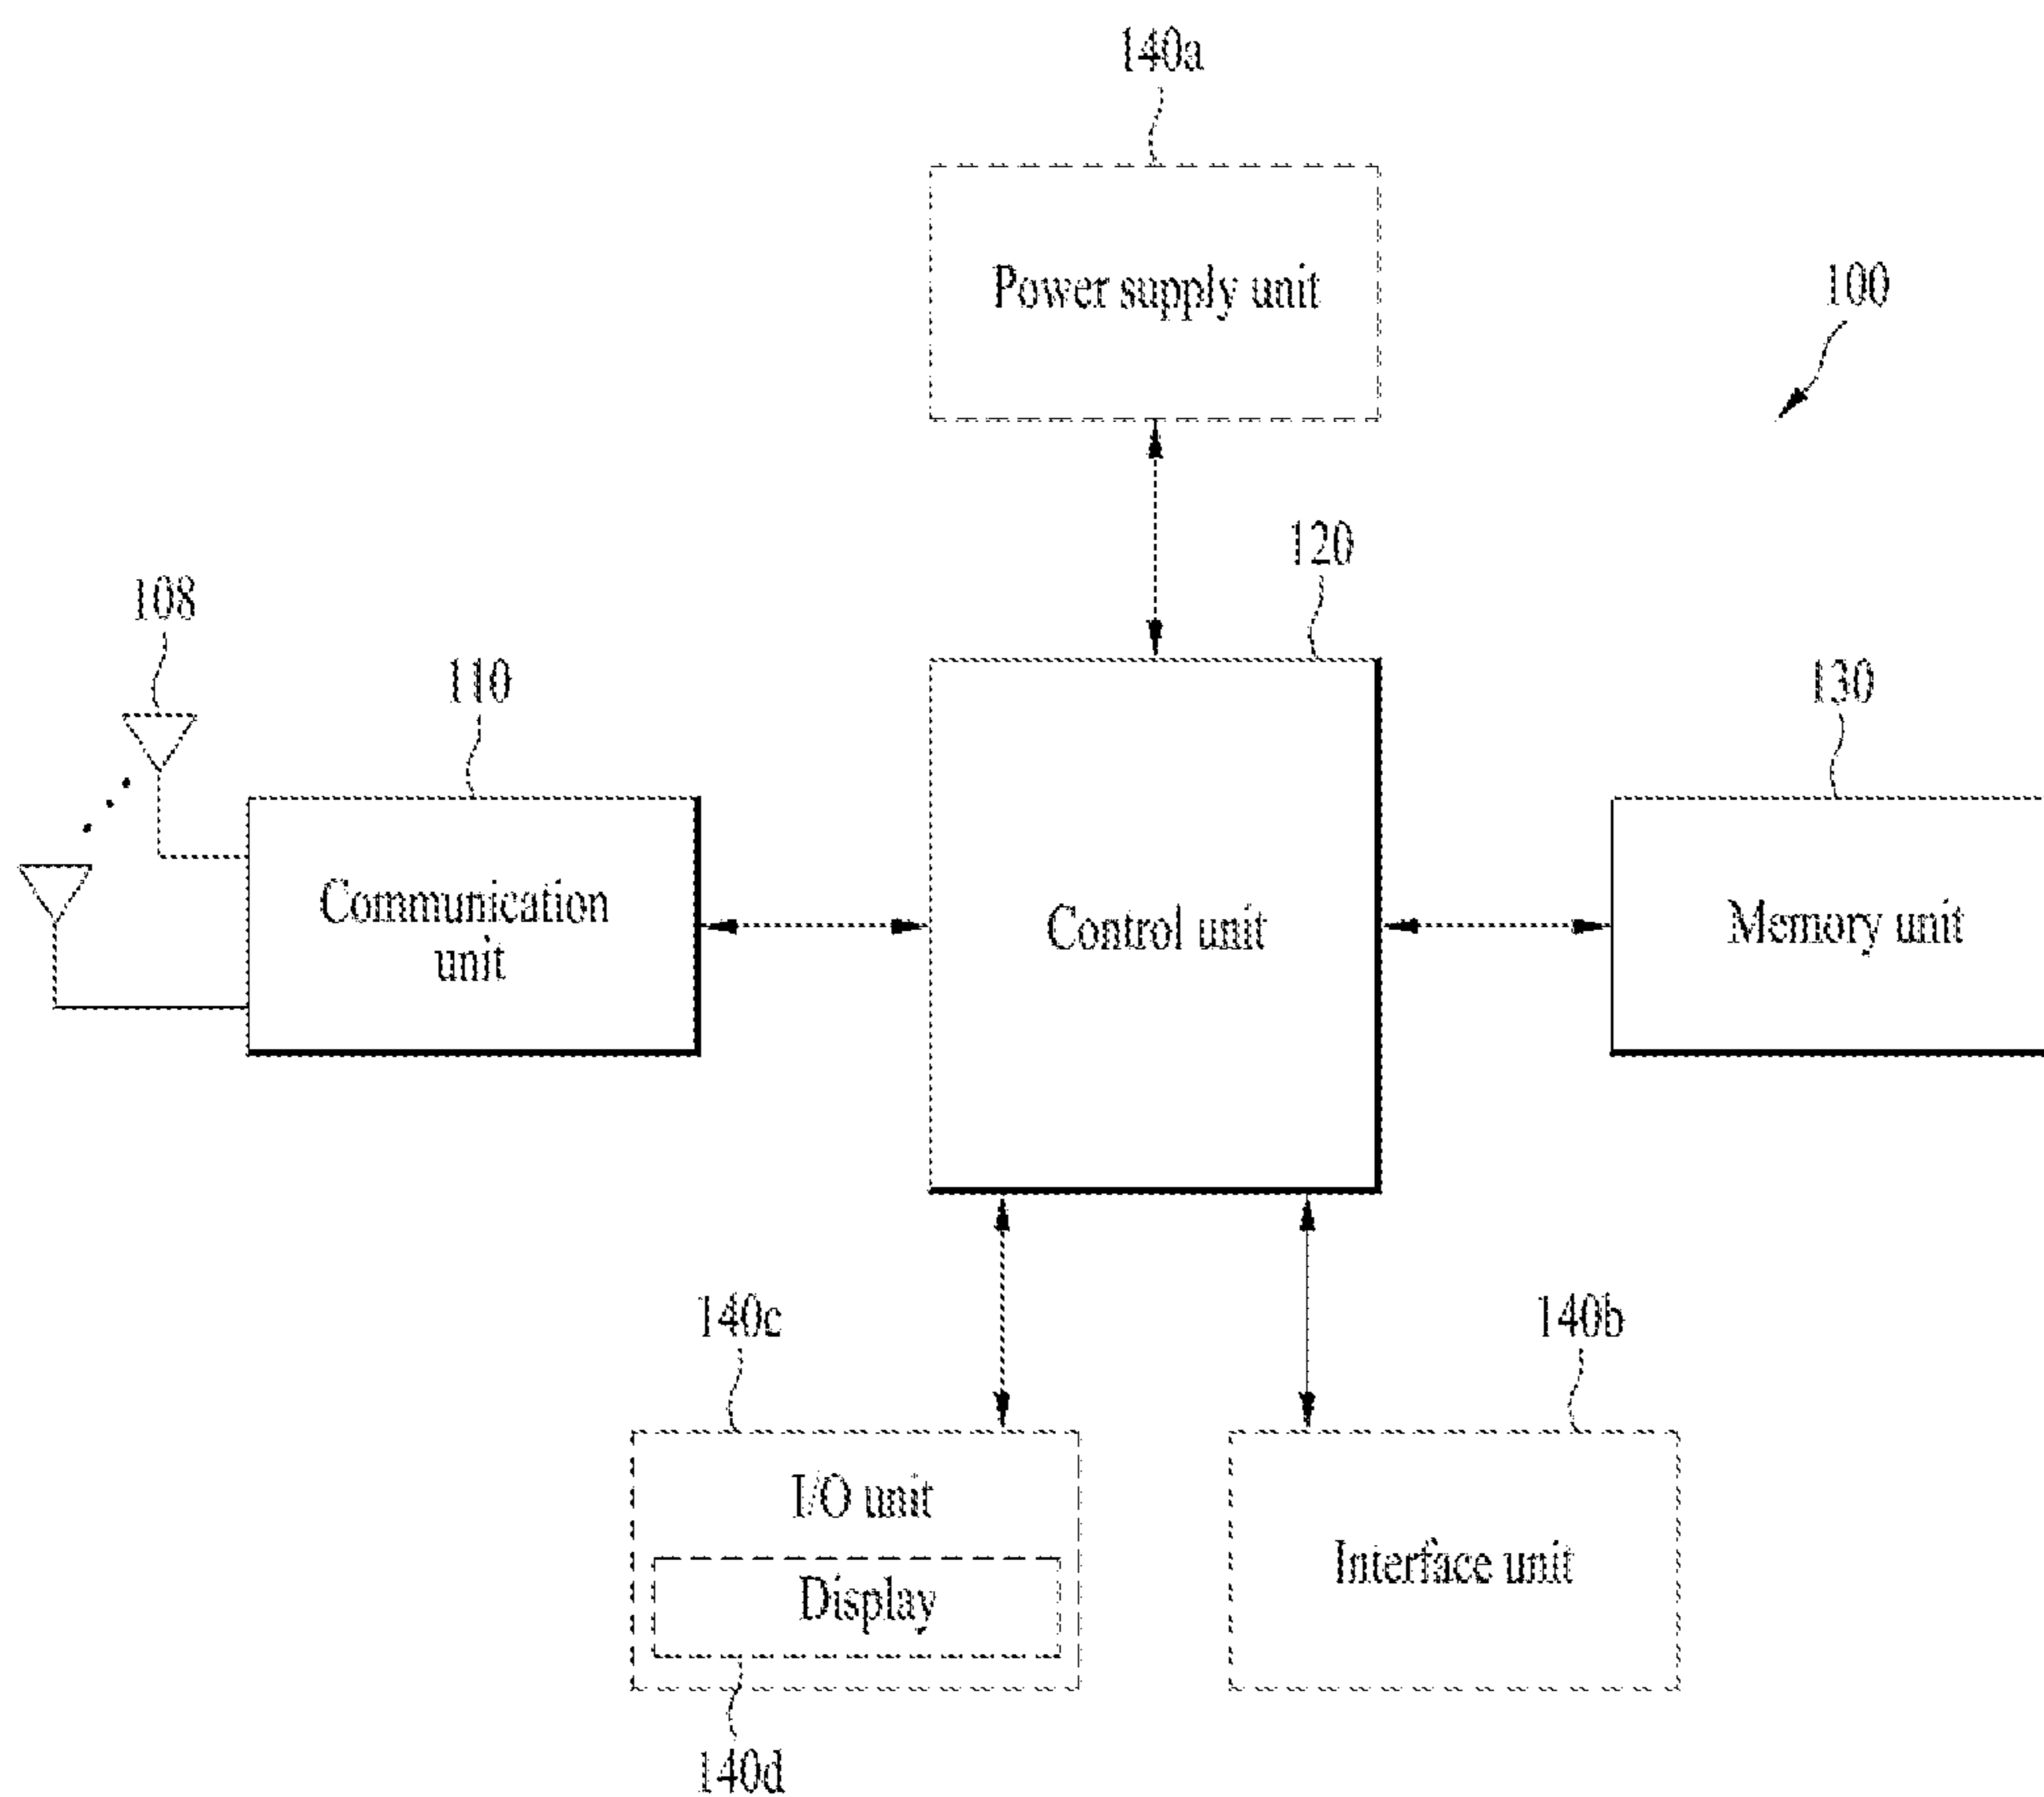 140a
Power supply unit
100
120
108
110
130
Communication
unit
Control unit
Memory unit
140c
140b
I/O unit
Display
Interface unit
140d